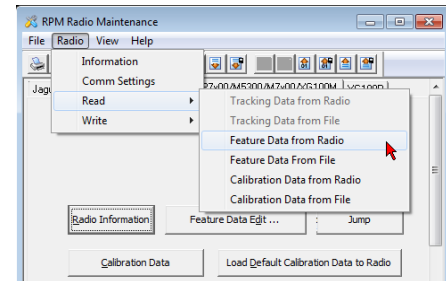 RPM Radio Maintenance
File Radio View Help
Information
Comm Settings
Read
Write
Tracking Data from Radio
Tracking Data from File
Feature Data from Radio
Feature Data From File
Calibration Data from Radio
Calibration Data from File
Radio Information
Feature Data Edit ...
Jump
Calibration Data
Load Default Calibration Data to Radio